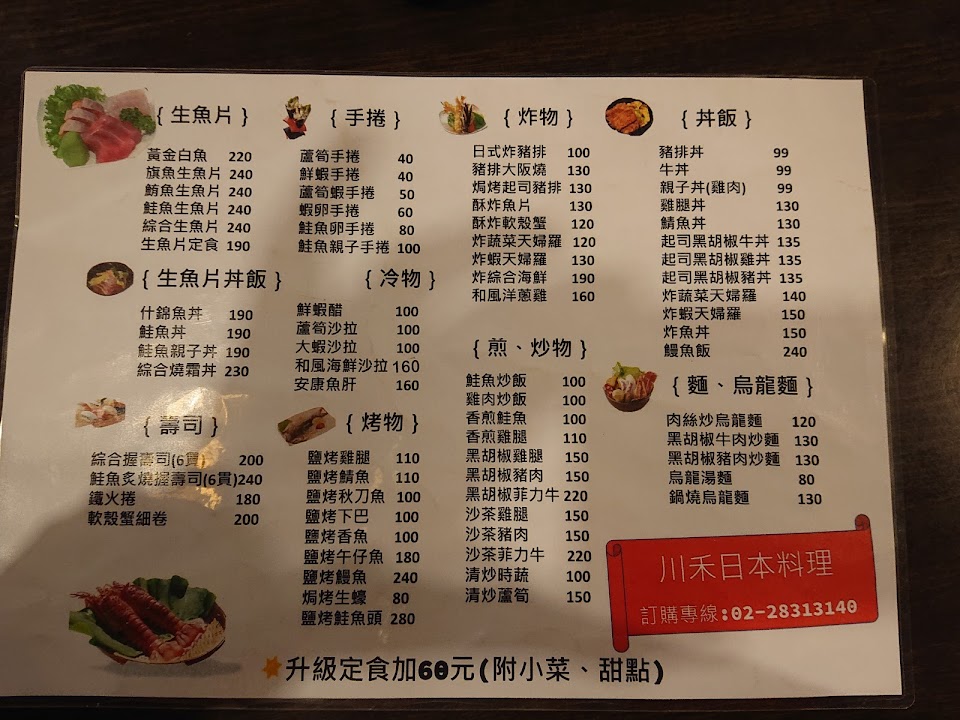 { 生魚片 }
黃金白魚 220
旗魚生魚片 240
鮪魚生魚片 240
鮭魚生魚片 240
綜合生魚片 240
生魚片定食 190
{ 生魚片丼飯 }
什錦魚丼 190
鮭魚丼 190
鮭魚親子丼 190
綜合燒霜丼 230
{ 壽司 }
綜合握壽司(6貫) 200
鮭魚炙燒握壽司(6貫)240
鐵火捲 180
軟殼蟹細卷 200
{ 手捲 }
蘆筍手捲 40
鮮蝦手捲 40
蘆筍蝦手捲 50
蝦卵手捲 60
鮭魚卵手捲 80
鮭魚親子手捲 100
{ 冷物 }
鮮蝦醋 100
蘆筍沙拉 100
大蝦沙拉 100
和風海鮮沙拉 160
安康魚肝 160
{ 烤物 }
鹽烤雞腿 110
鹽烤鯖魚 110
鹽烤秋刀魚 100
鹽烤下巴 100
鹽烤香魚 100
鹽烤午仔魚 180
鹽烤鰻魚 240
焗烤生蠔 80
鹽烤鮭魚頭 280
{ 炸物 }
日式炸豬排 100
豬排大阪燒 130
焗烤起司豬排 130
酥炸魚片 130
酥炸軟殼蟹 120
炸蔬菜天婦羅 120
炸蝦天婦羅 130
炸綜合海鮮 190
和風洋蔥雞 160
{ 煎、炒物 }
鮭魚炒飯 100
雞肉炒飯 100
香煎鮭魚 100
香煎雞腿 110
黑胡椒雞腿 150
黑胡椒豬肉 150
黑胡椒菲力牛 220
沙茶雞腿 150
沙茶豬肉 150
沙茶菲力牛 220
清炒時蔬 100
清炒蘆筍 150
{ 丼飯 }
豬排丼 99
牛丼 99
親子丼(雞肉) 99
雞腿丼 130
鯖魚丼 130
起司黑胡椒牛丼 135
起司黑胡椒雞丼 135
起司黑胡椒豬丼 135
炸蔬菜天婦羅 140
炸蝦天婦羅 150
炸魚丼 150
鰻魚飯 240
{ 麵、烏龍麵 }
肉絲炒烏龍麵 120
黑胡椒牛肉炒麵 130
黑胡椒豬肉炒麵 130
烏龍湯麵 80
鍋燒烏龍麵 130
川禾日本料理
訂購專線:02-28313140
升級定食加60元(附小菜、甜點)